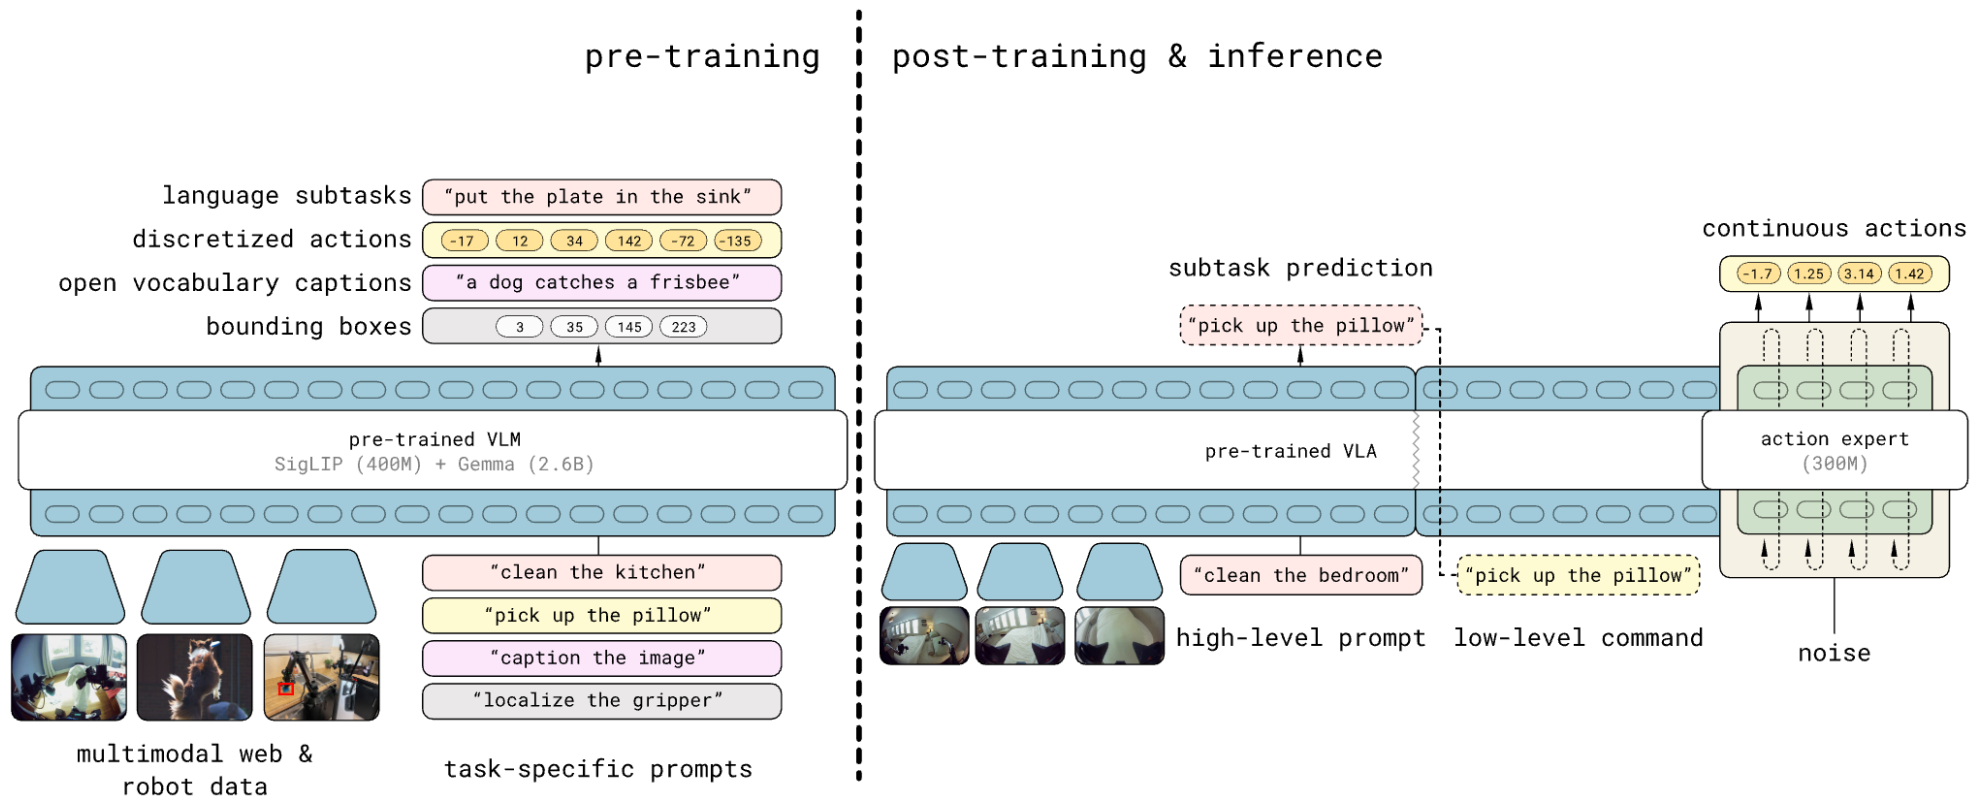 pre-training
post-training & inference
language subtasks
“put the plate in the sink”
discretized actions
-17 12 34 142 -72 -135
open vocabulary captions
“a dog catches a frisbee”
bounding boxes
3 35 145 223
pre-trained VLM
SigLIP (400M) + Gemma (2.6B)
“clean the kitchen”
“pick up the pillow”
“caption the image”
“localize the gripper”
multimodal web &
robot data
task-specific prompts
subtask prediction
“pick up the pillow”
continuous actions
-1.7 1.25 3.14 1.42
pre-trained VLA
action expert
(300M)
“clean the bedroom”
“pick up the pillow”
high-level prompt
low-level command
noise